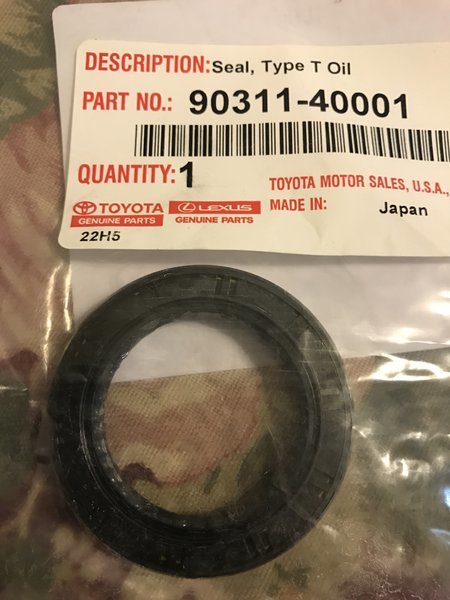 DESCRIPTION: Seal, Type T Oil
PART NO.: 90311-40001
QUANTITY: 1
TOYOTA MOTOR SALES, U.S.A.,
MADE IN: Japan
TOYOTA
GENUINE PARTS
LEXUS
GENUINE PARTS
22H5